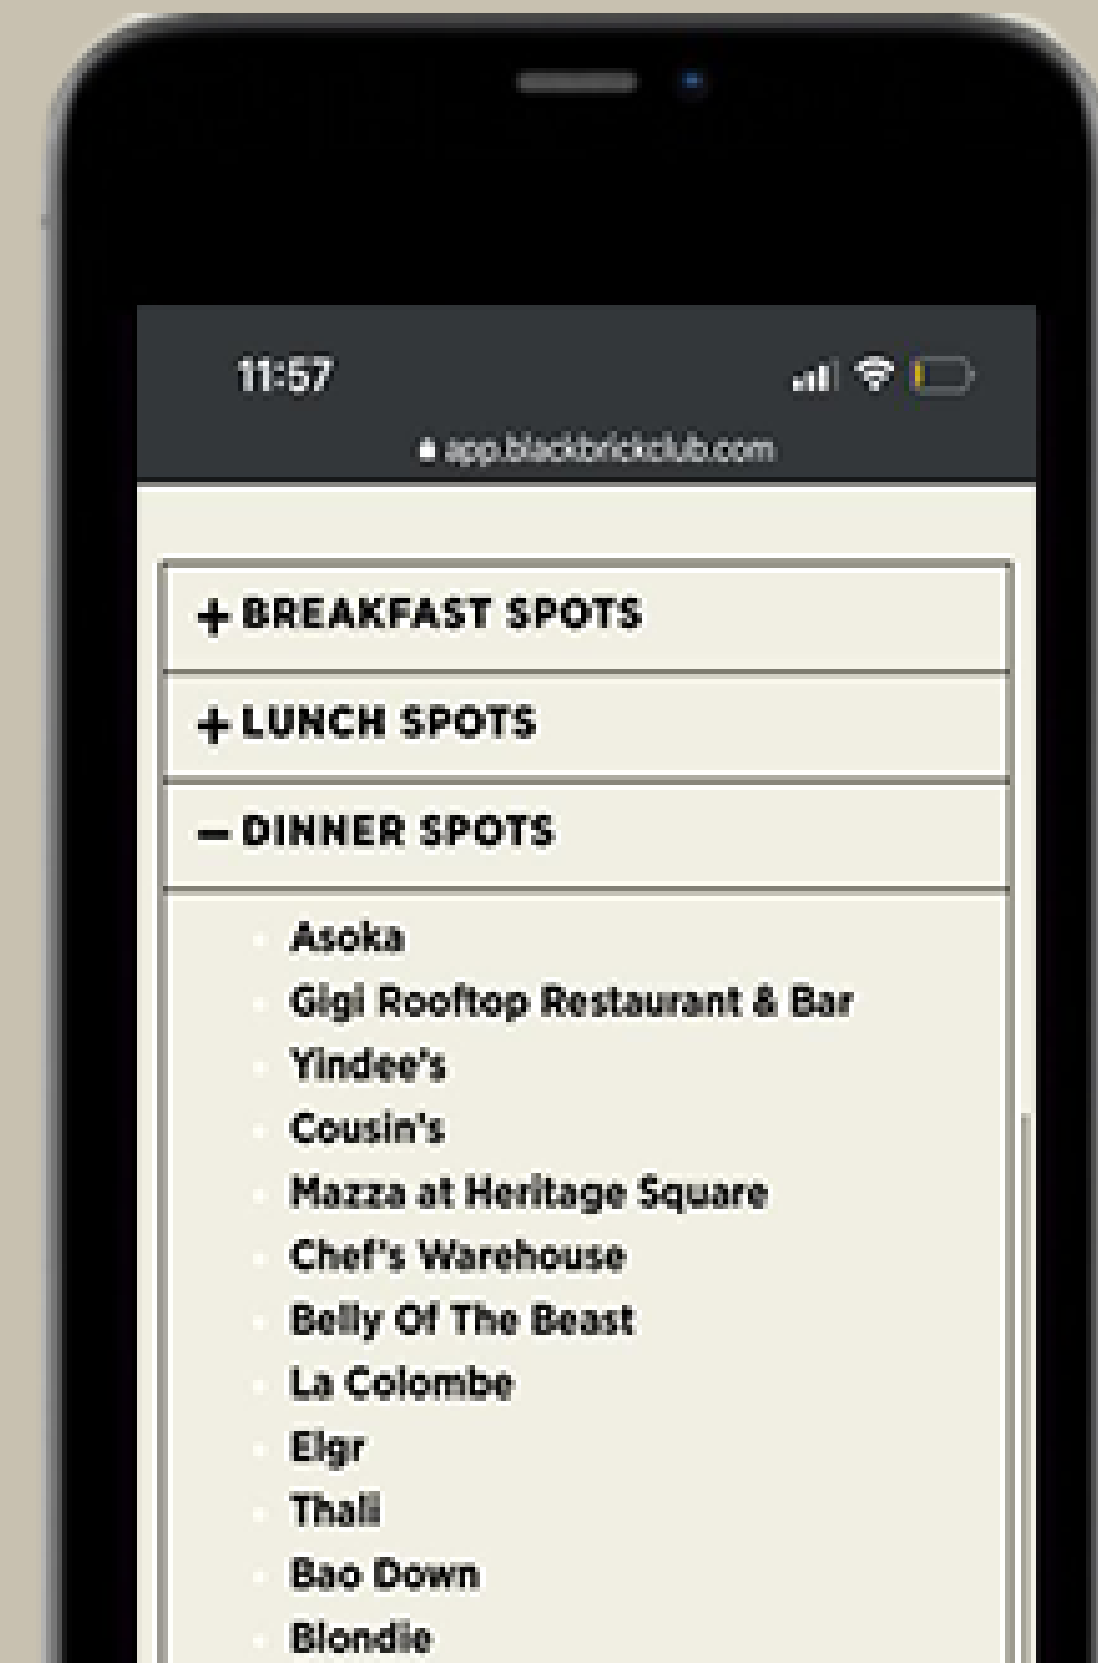 11:57
app.blackbrickclub.com
+ BREAKFAST SPOTS
+ LUNCH SPOTS
− DINNER SPOTS
Asoka
Gigi Rooftop Restaurant & Bar
Yindee's
Cousin's
Mazza at Heritage Square
Chef's Warehouse
Belly Of The Beast
La Colombe
Elgr
Thali
Bao Down
Blondie